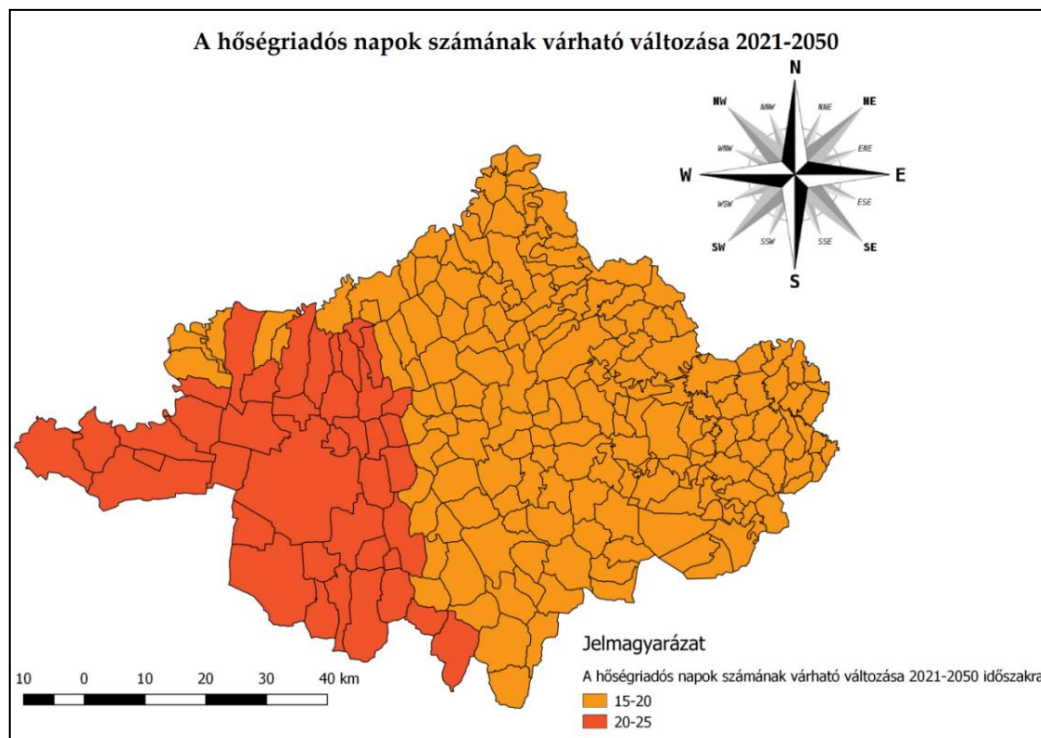 A hőségriadós napok számának várható változása 2021-2050
N
NNW NNE
NW NE
WNW ENE
W E
WSW ESE
SW SE
SSW SSE
S
Jelmagyarázat
A hőségriadós napok számának várható változása 2021-2050 időszakra
15-20
20-25
10 0 10 20 30 40 km